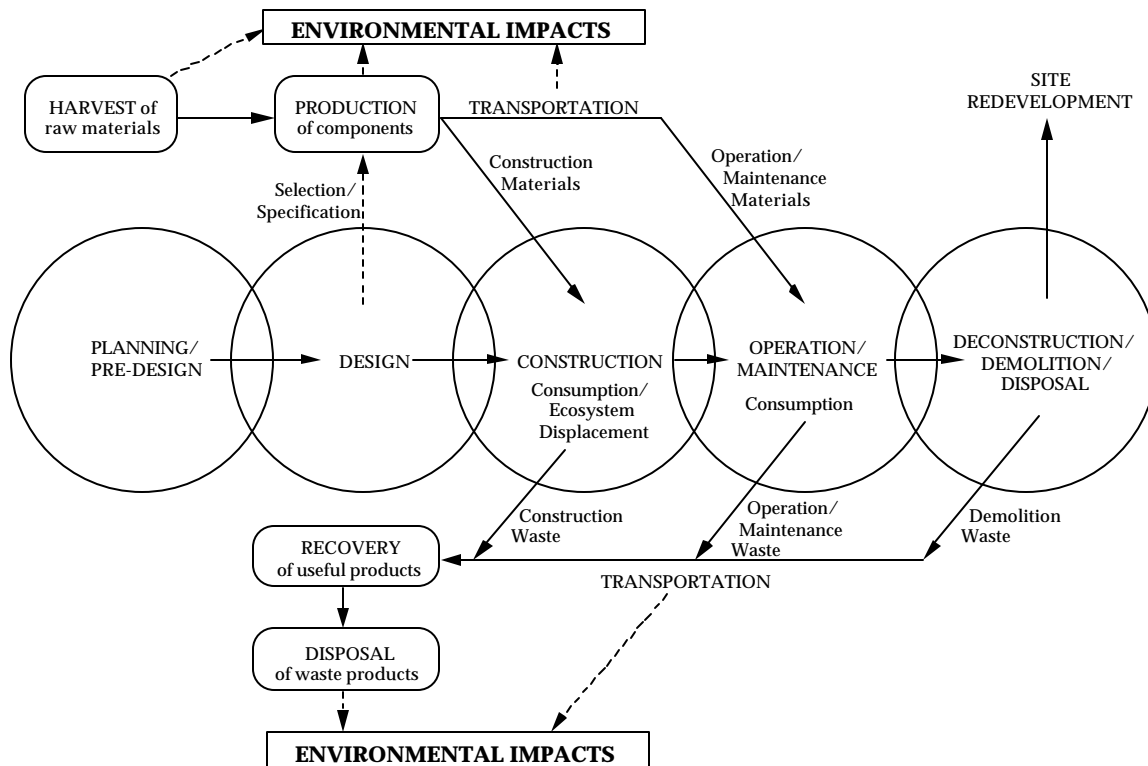 ENVIRONMENTAL IMPACTS
HARVEST of
raw materials
PRODUCTION
of components
TRANSPORTATION
SITE
REDEVELOPMENT
Selection/
Specification
Construction
Materials
Operation/
Maintenance
Materials
PLANNING/
PRE-DESIGN
DESIGN
CONSTRUCTION
Consumption/
Ecosystem
Displacement
OPERATION/
MAINTENANCE
Consumption
DECONSTRUCTION/
DEMOLITION/
DISPOSAL
Construction
Waste
Operation/
Maintenance
Waste
Demolition
Waste
RECOVERY
of useful products
TRANSPORTATION
DISPOSAL
of waste products
ENVIRONMENTAL IMPACTS